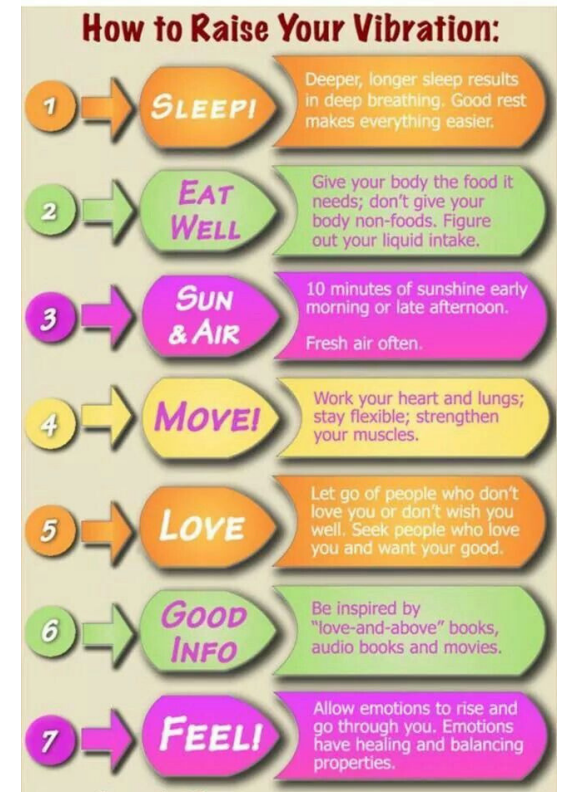 How to Raise Your Vibration:
1
SLEEP!
Deeper, longer sleep results
in deep breathing. Good rest
makes everything easier.
2
EAT
WELL
Give your body the food it
needs; don't give your
body non-foods. Figure
out your liquid intake.
3
SUN
& AIR
10 minutes of sunshine early
morning or late afternoon.
Fresh air often.
4
MOVE!
Work your heart and lungs;
stay flexible; strengthen
your muscles.
5
LOVE
Let go of people who don't
love you or don't wish you
well. Seek people who love
you and want your good.
6
GOOD
INFO
Be inspired by
"love-and-above" books,
audio books and movies.
7
FEEL!
Allow emotions to rise and
go through you. Emotions
have healing and balancing
properties.